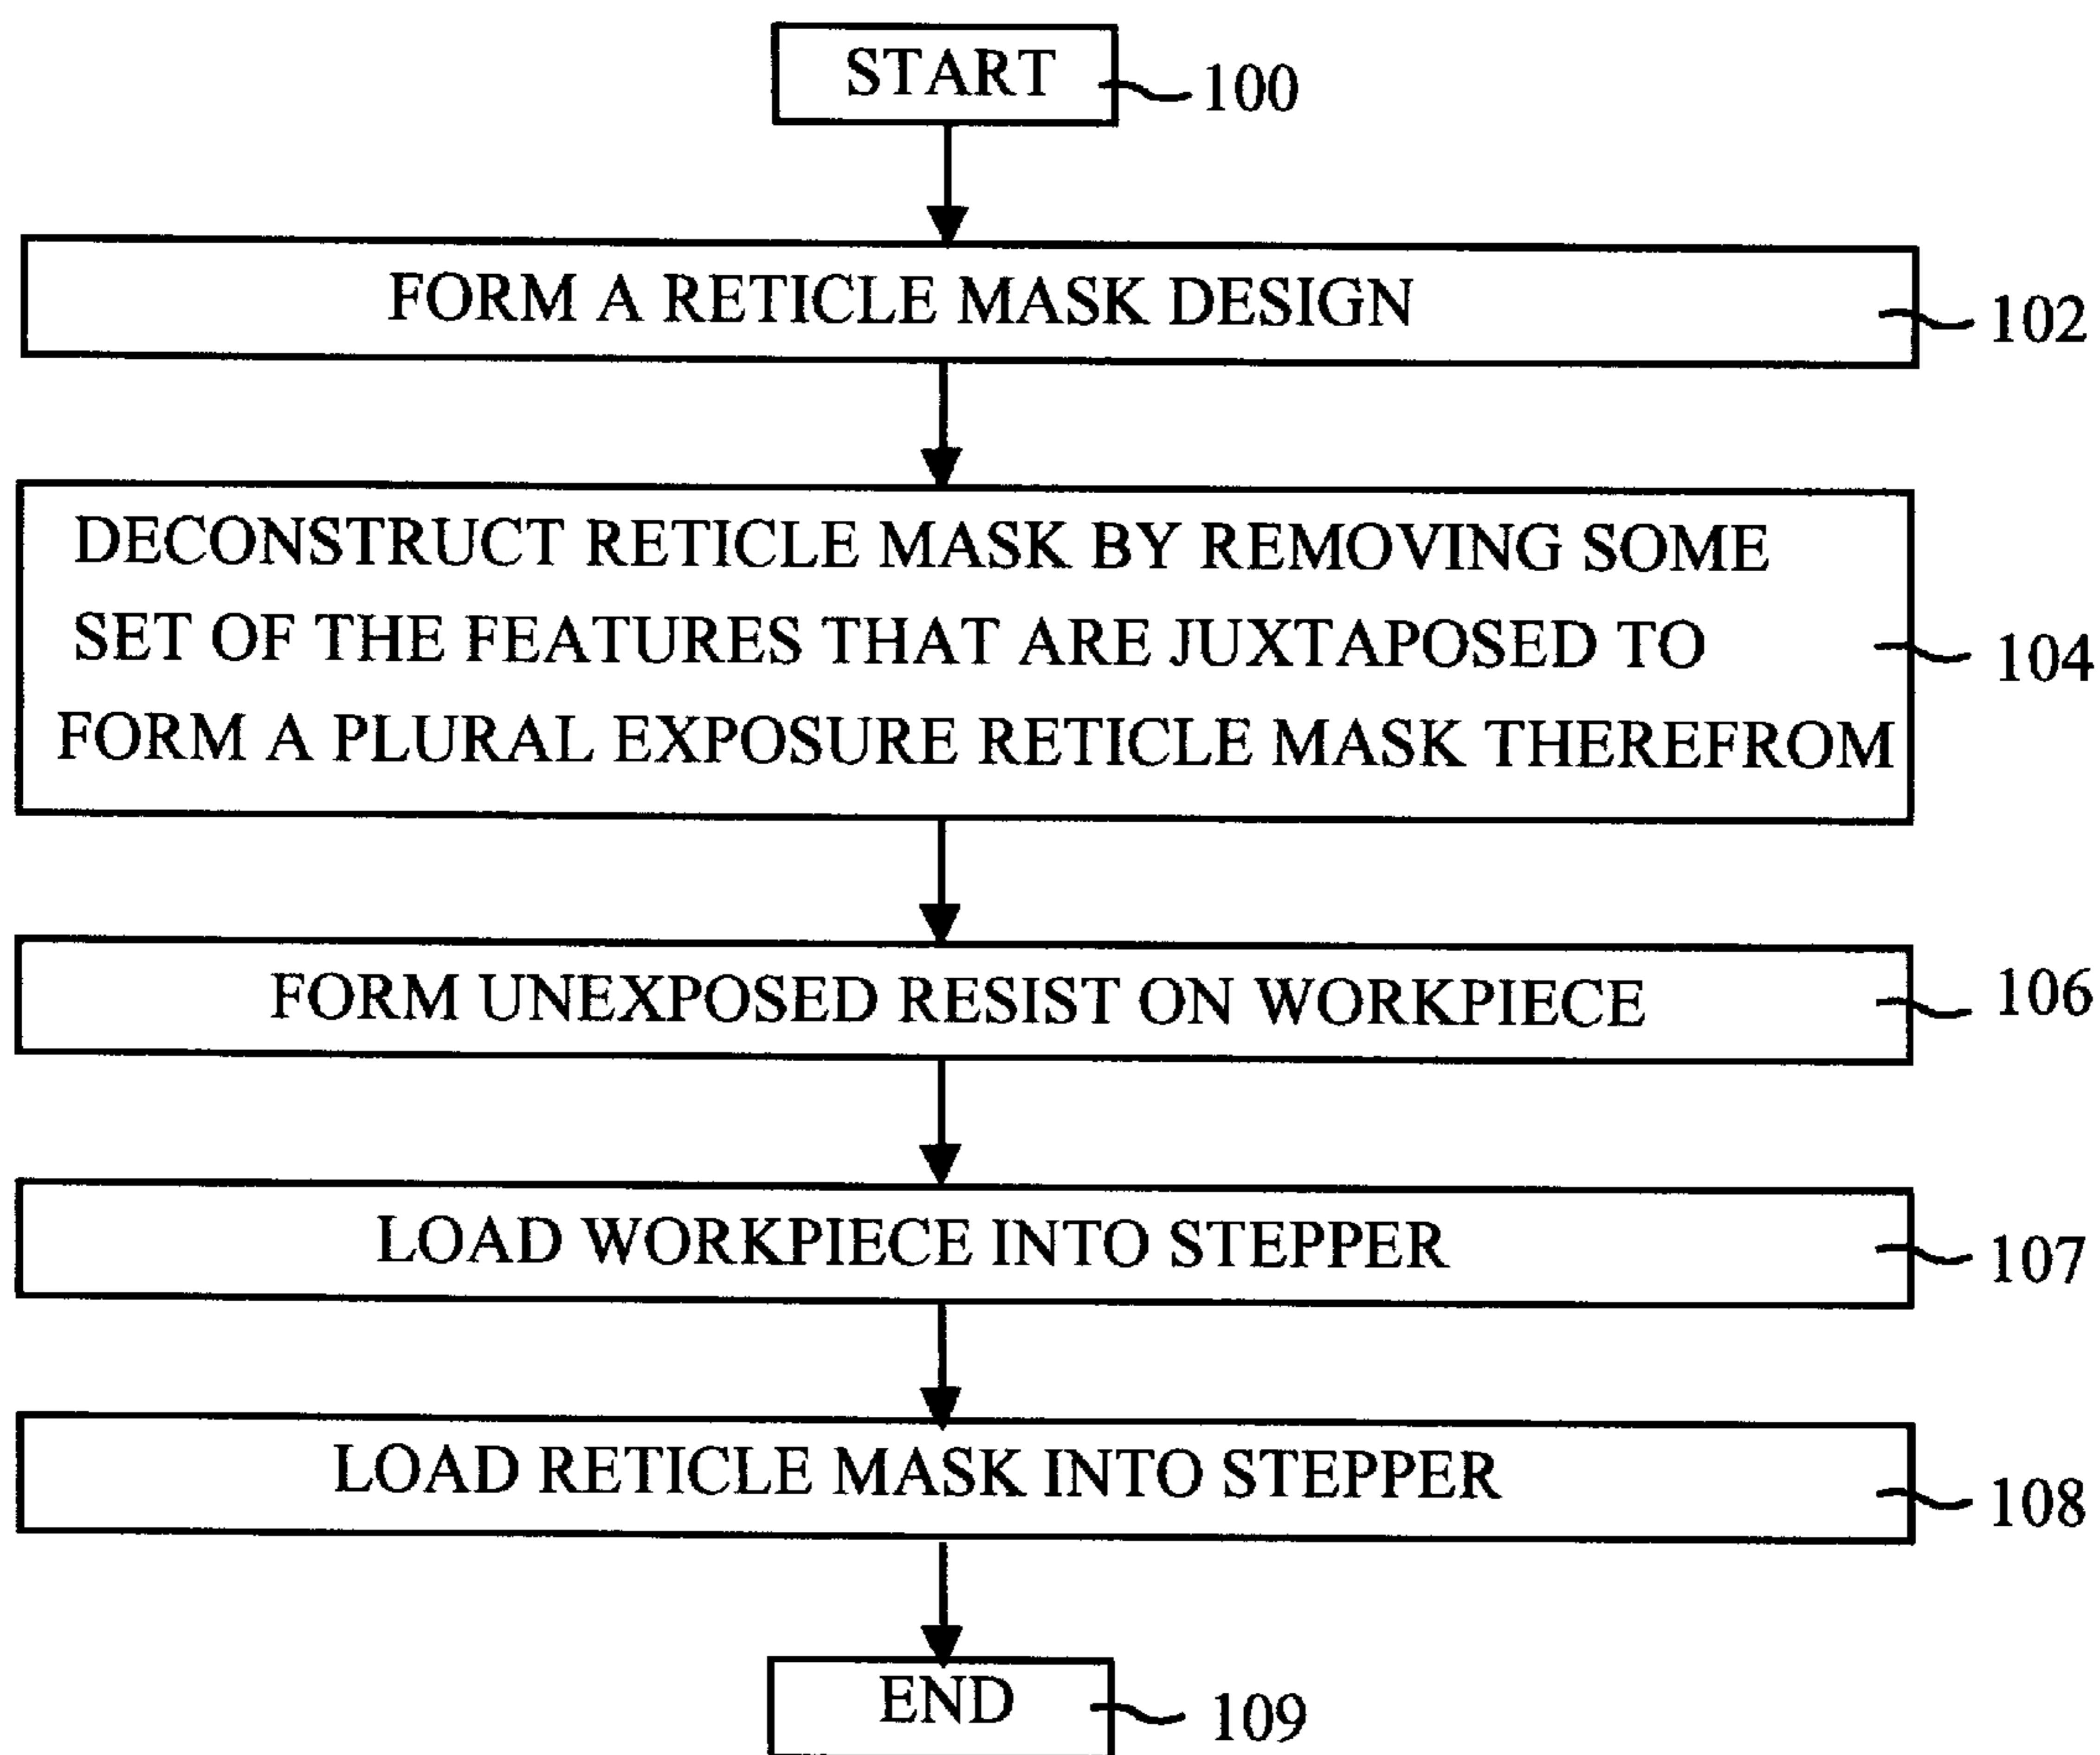 START
100
FORM A RETICLE MASK DESIGN
102
DECONSTRUCT RETICLE MASK BY REMOVING SOME
SET OF THE FEATURES THAT ARE JUXTAPOSED TO
FORM A PLURAL EXPOSURE RETICLE MASK THEREFROM
104
FORM UNEXPOSED RESIST ON WORKPIECE
106
LOAD WORKPIECE INTO STEPPER
107
LOAD RETICLE MASK INTO STEPPER
108
END
109